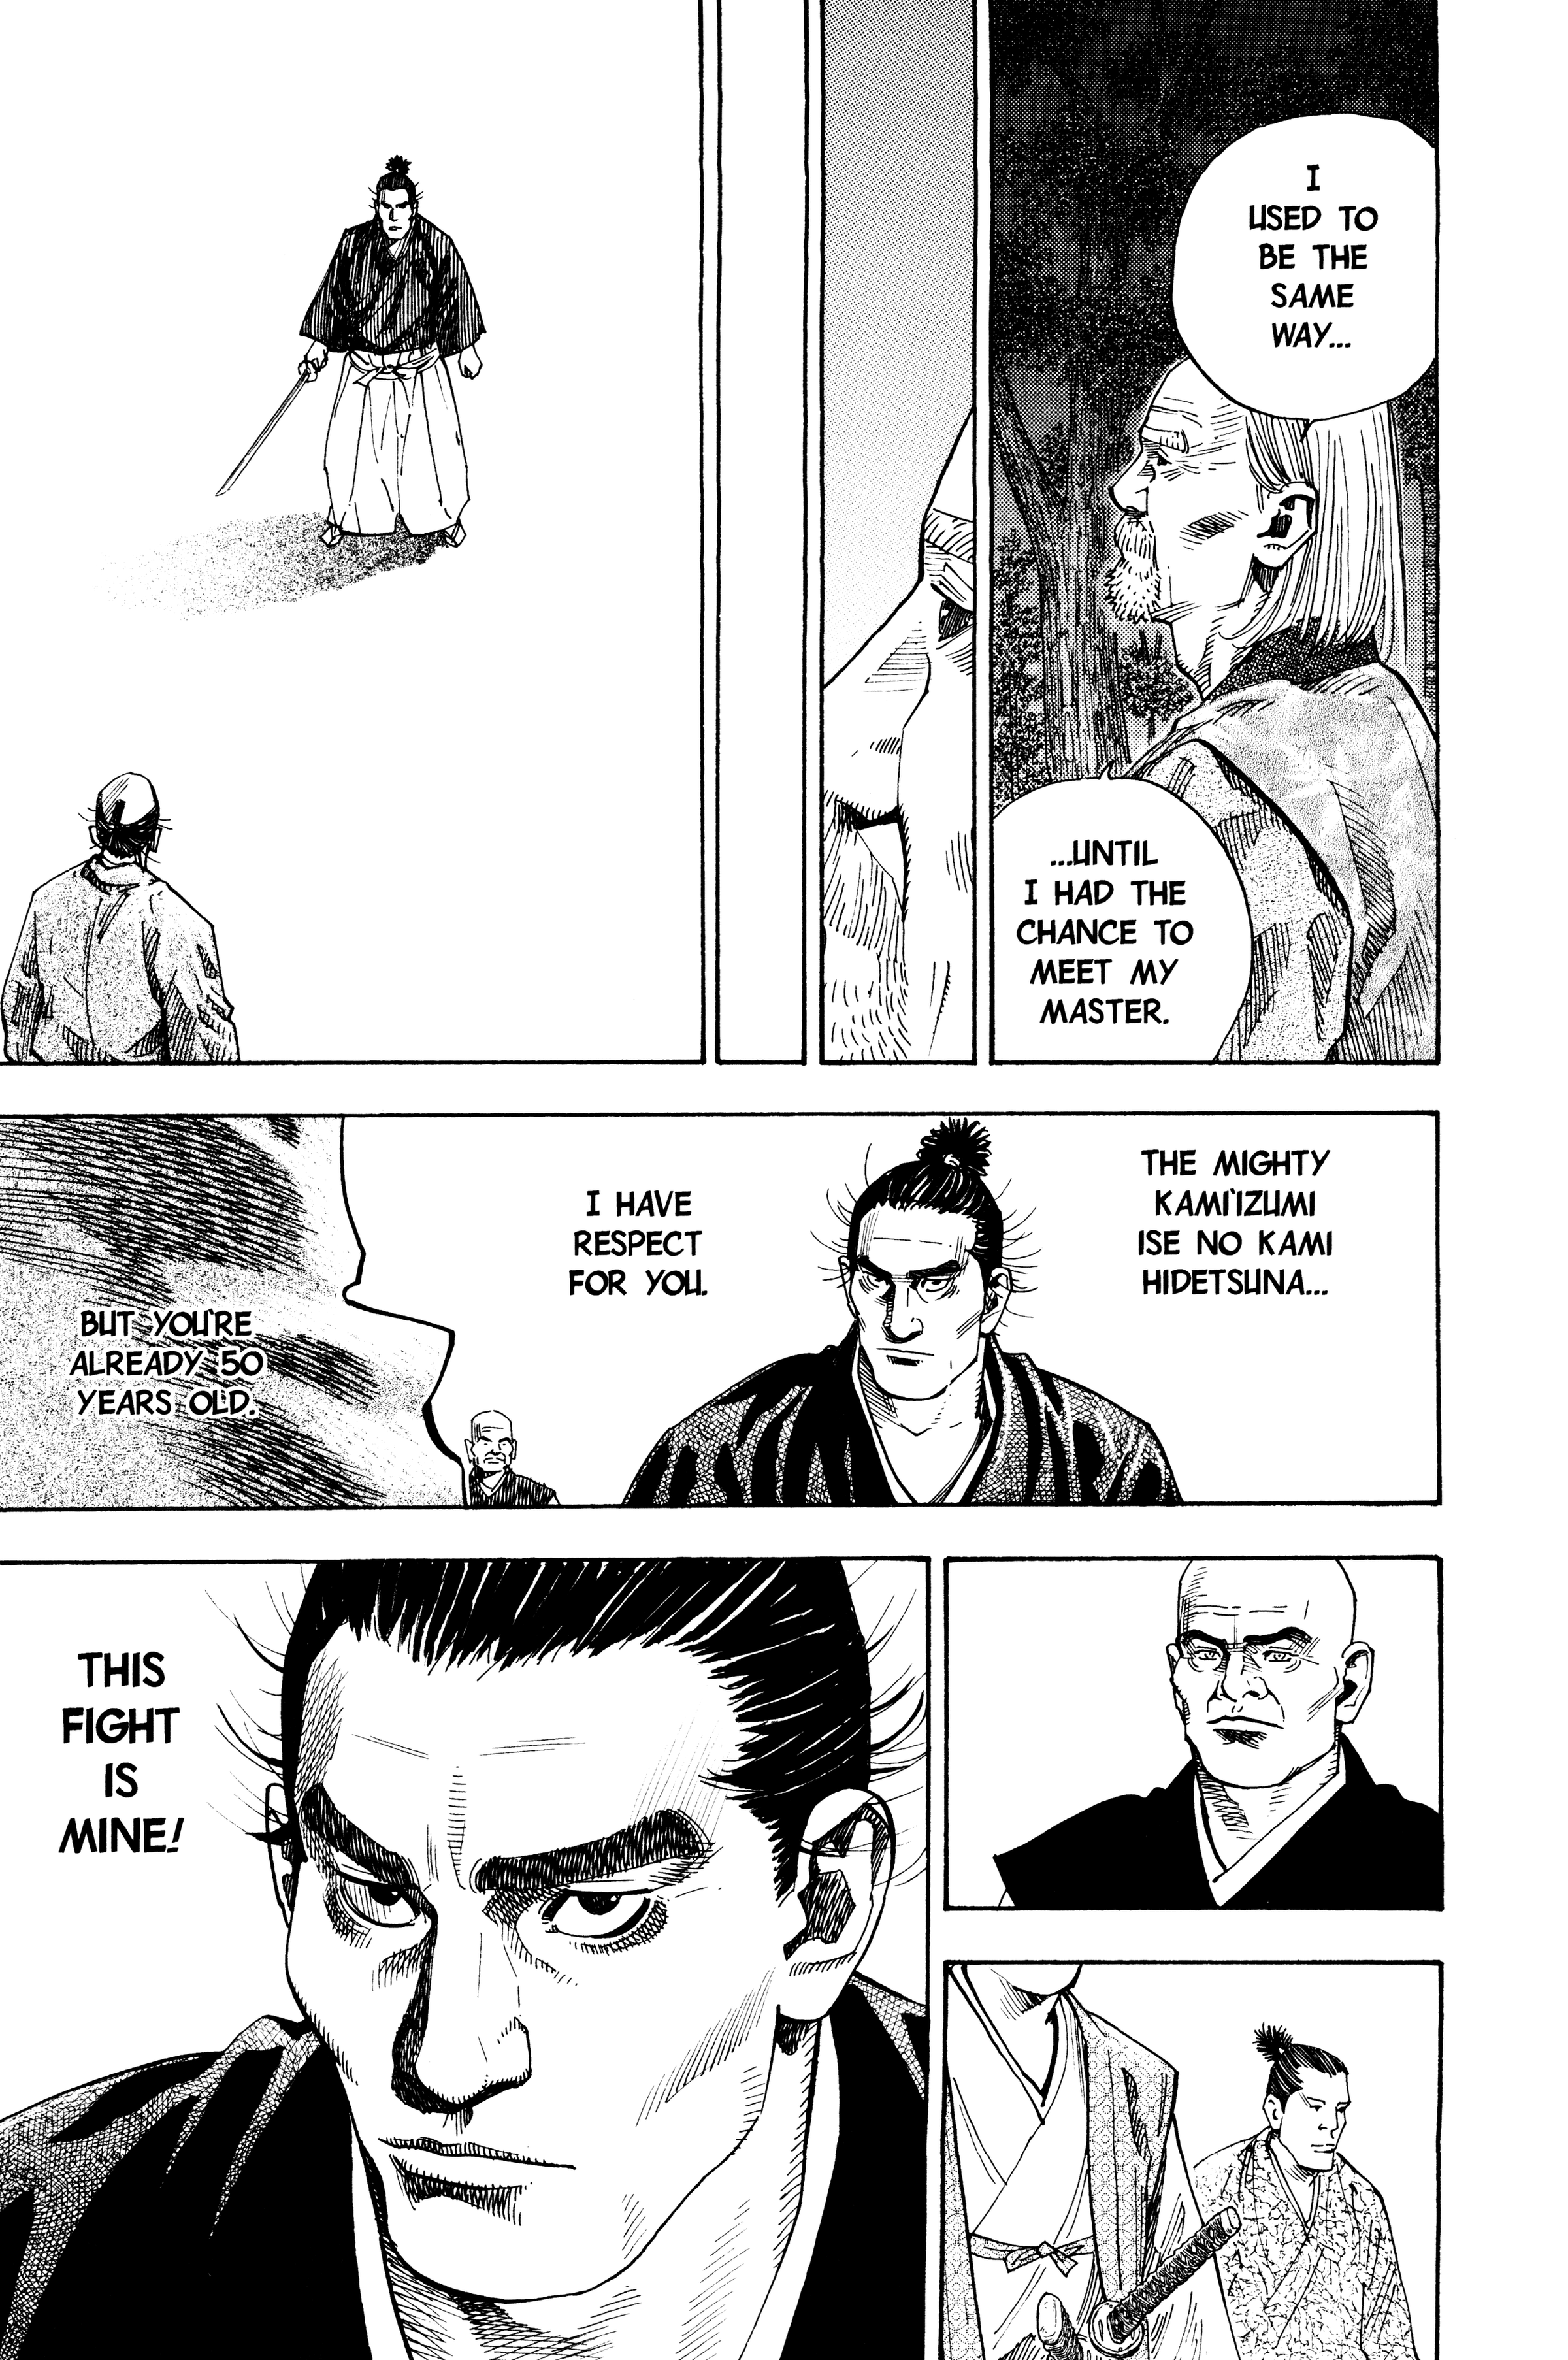 I
USED TO
BE THE
SAME
WAY...
...UNTIL
I HAD THE
CHANCE TO
MEET MY
MASTER.
THE MIGHTY
KAMI'IZUMI
ISE NO KAMI
HIDETSUNA...
I HAVE
RESPECT
FOR YOU.
BUT YOU'RE
ALREADY 50
YEARS OLD.
THIS
FIGHT
IS
MINE!